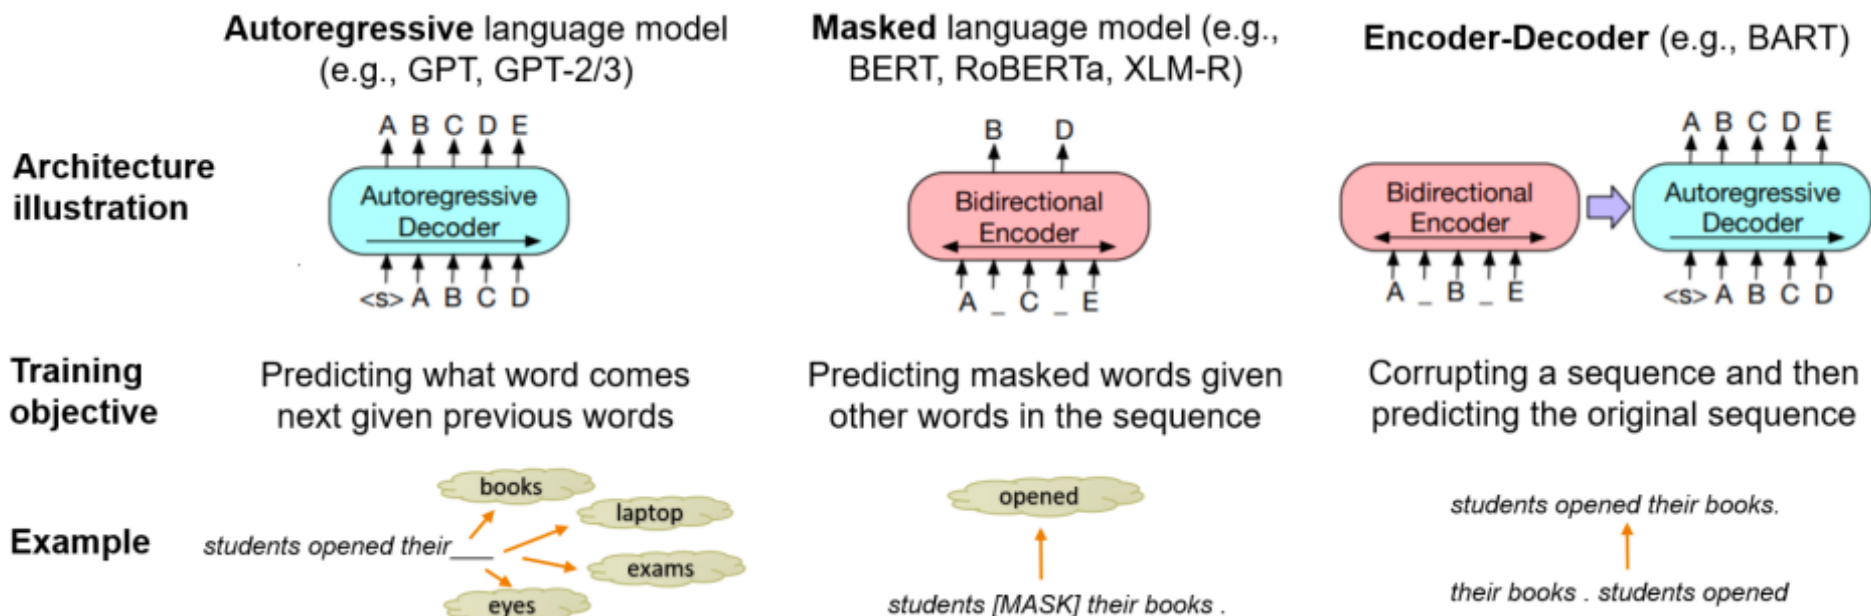 Autoregressive language model
(e.g., GPT, GPT-2/3)
Masked language model (e.g.,
BERT, RoBERTa, XLM-R)
Encoder-Decoder (e.g., BART)
Architecture
illustration
A B C D E
Autoregressive
Decoder
<s> A B C D
B D
Bidirectional
Encoder
A _ C _ E
Bidirectional
Encoder
A _ B _ E
A B C D E
Autoregressive
Decoder
<s> A B C D
Training
objective
Predicting what word comes
next given previous words
Predicting masked words given
other words in the sequence
Corrupting a sequence and then
predicting the original sequence
Example
students opened their___
books
laptop
exams
eyes
opened
students [MASK] their books .
students opened their books.
their books . students opened